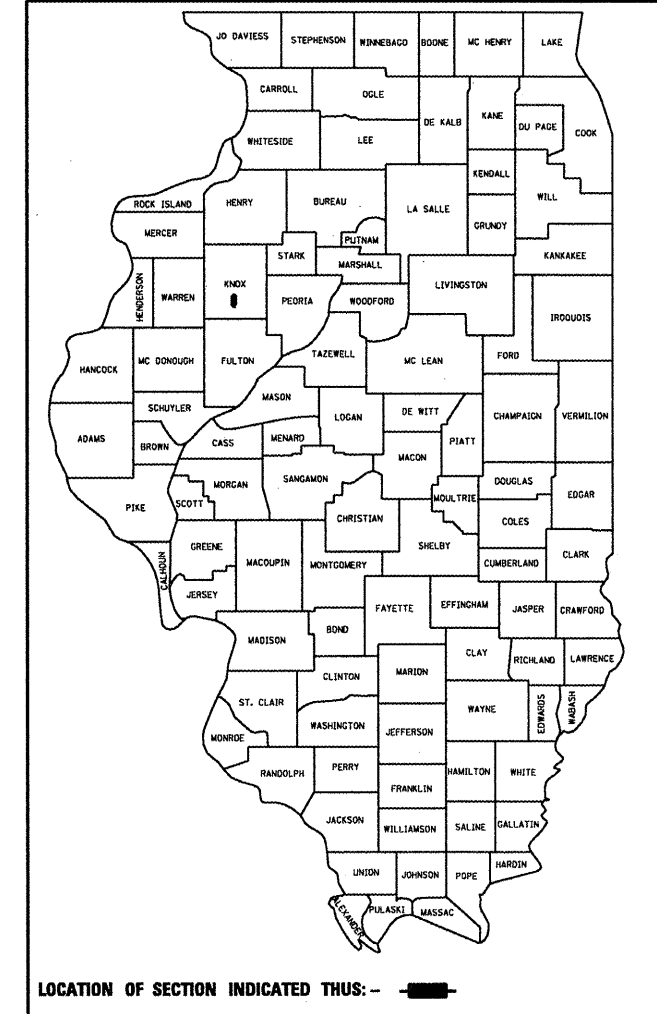 JO DAVIESS STEPHENSON WINNEBAGO BOONE MC HENRY LAKE
CARROLL OGLE DE KALB KANE DU PAGE COOK
WHITESIDE LEE
KENDALL WILL
ROCK ISLAND HENRY BUREAU LA SALLE GRUNDY
MERCER PUTNAM
STARK MARSHALL KANKAKEE
HENDERSON WARREN KNOX PEORIA WOODFORD LIVINGSTON IROQUOIS
HANCOCK MC DONOUGH FULTON TAZEWELL MC LEAN FORD
MASON
SCHUYLER LOGAN DE WITT CHAMPAIGN VERMILION
ADAMS BROWN CASS MENARD MACON PIATT
PIKE SCOTT MORGAN SANGAMON CHRISTIAN MOULTRIE DOUGLAS EDGAR
COLES
CALHOUN GREENE MACOUPIN MONTGOMERY SHELBY CUMBERLAND CLARK
JERSEY FAYETTE EFFINGHAM JASPER CRAWFORD
MADISON BOND
CLINTON MARION CLAY RICHLAND LAWRENCE
ST. CLAIR WASHINGTON JEFFERSON WAYNE EDWARDS WABASH
MONROE
RANDOLPH PERRY FRANKLIN HAMILTON WHITE
JACKSON WILLIAMSON SALINE GALLATIN
UNION JOHNSON POPE HARDIN
ALEXANDER PULASKI MASSAC
LOCATION OF SECTION INDICATED THUS:-